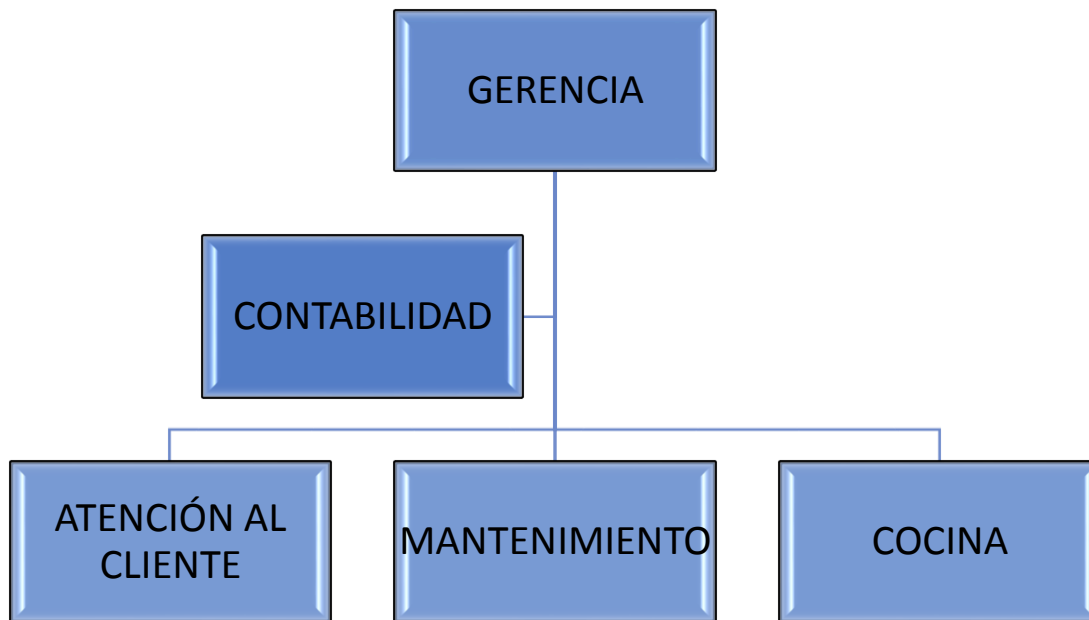 GERENCIA
CONTABILIDAD
ATENCIÓN AL
CLIENTE
MANTENIMIENTO
COCINA